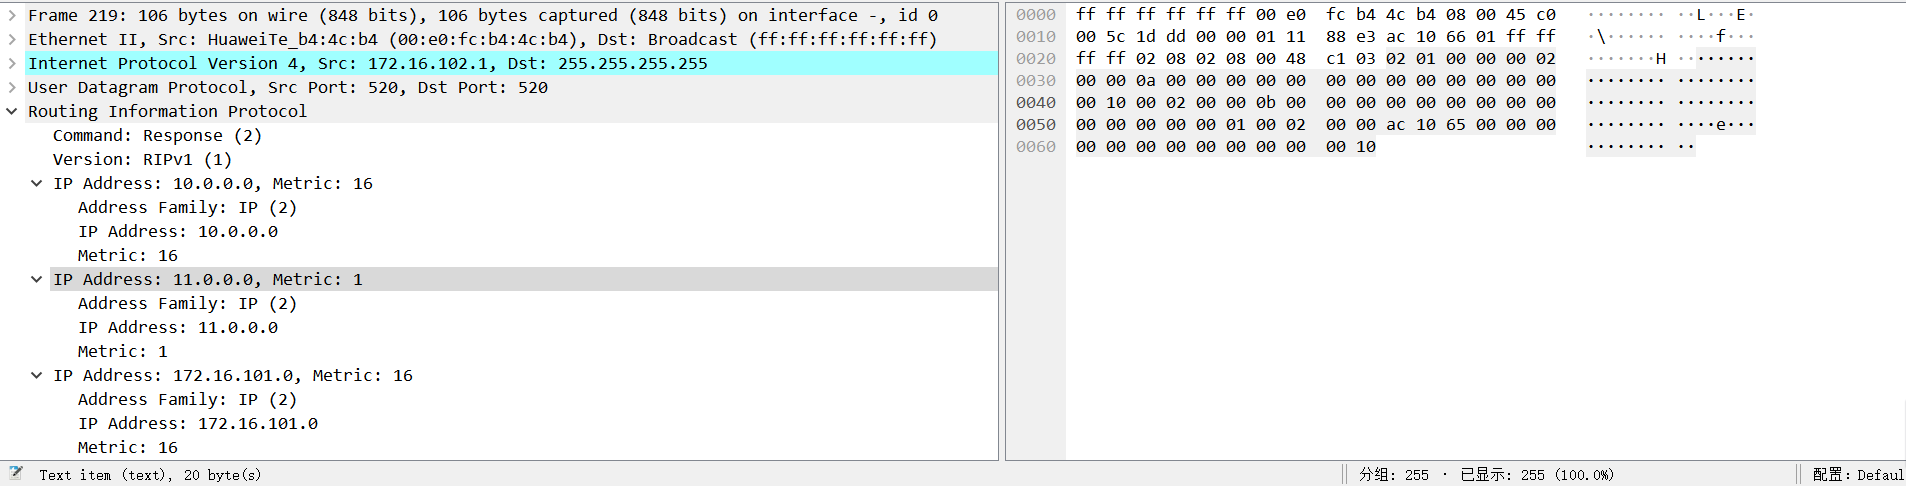 Frame 219: 106 bytes on wire (848 bits), 106 bytes captured (848 bits) on interface -, id 0
Ethernet II, Src: HuaweiTe_b4:4c:b4 (00:e0:fc:b4:4c:b4), Dst: Broadcast (ff:ff:ff:ff:ff:ff)
Internet Protocol Version 4, Src: 172.16.102.1, Dst: 255.255.255.255
User Datagram Protocol, Src Port: 520, Dst Port: 520
Routing Information Protocol
Command: Response (2)
Version: RIPv1 (1)
IP Address: 10.0.0.0, Metric: 16
Address Family: IP (2)
IP Address: 10.0.0.0
Metric: 16
IP Address: 11.0.0.0, Metric: 1
Address Family: IP (2)
IP Address: 11.0.0.0
Metric: 1
IP Address: 172.16.101.0, Metric: 16
Address Family: IP (2)
IP Address: 172.16.101.0
Metric: 16
0000 ff ff ff ff ff ff 00 e0 fc b4 4c b4 08 00 45 c0 ········ ··L···E·
0010 00 5c 1d dd 00 00 01 11 88 e3 ac 10 66 01 ff ff ·\······ ····f···
0020 ff ff 02 08 02 08 00 48 c1 03 02 01 00 00 00 02 ·······H ········
0030 00 00 0a 00 00 00 00 00 00 00 00 00 00 00 00 00 ········ ········
0040 00 10 00 02 00 00 0b 00 00 00 00 00 00 00 00 00 ········ ········
0050 00 00 00 00 00 01 00 02 00 00 ac 10 65 00 00 00 ········ ····e···
0060 00 00 00 00 00 00 00 00 00 10 ········ ··
Text item (text), 20 byte(s)
分组: 255 · 已显示: 255 (100.0%)
配置: Defaul